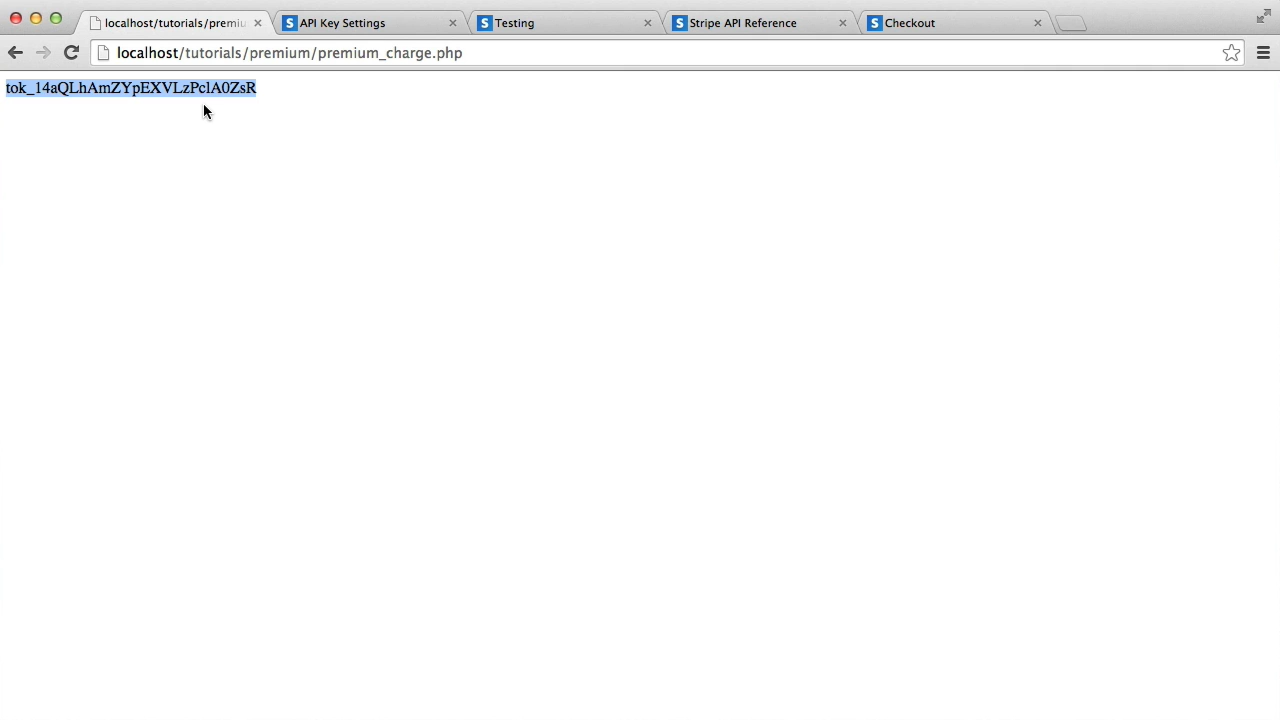 localhost/tutorials/premiu
API Key Settings
Testing
Stripe API Reference
Checkout
localhost/tutorials/premium/premium_charge.php
tok_14aQLhAmZYpEXVLzPclA0ZsR